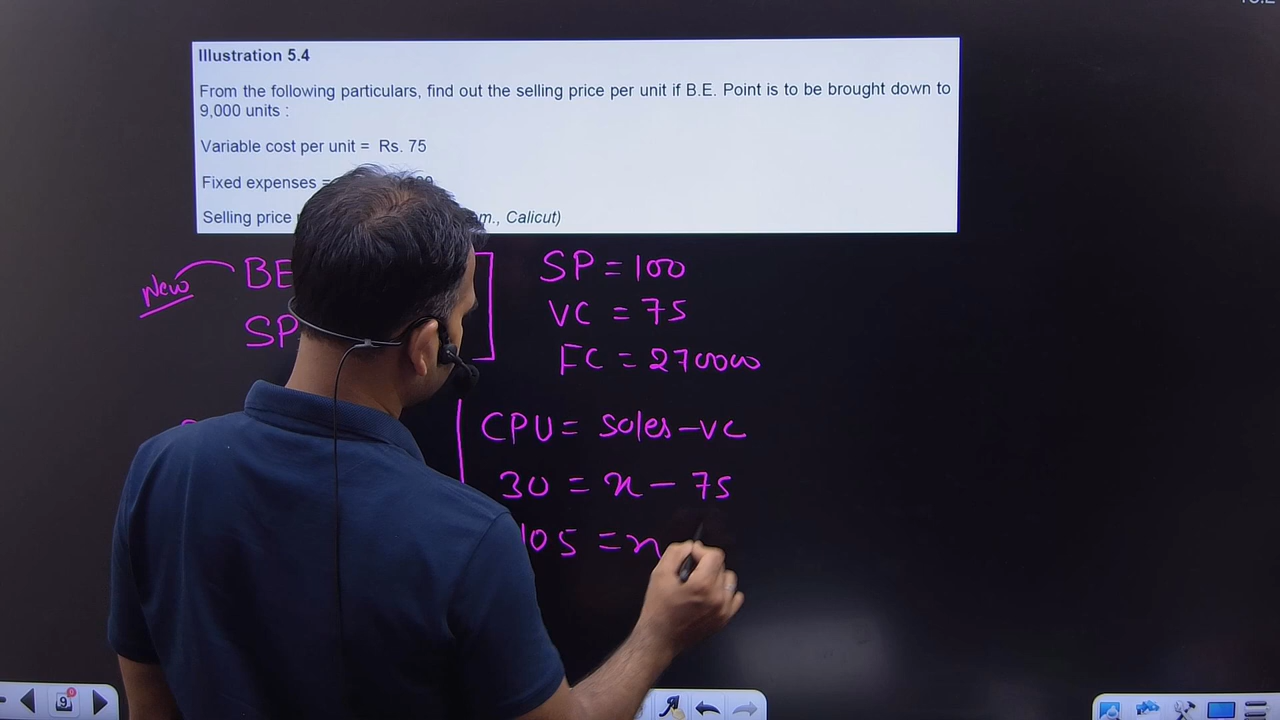 Illustration 5.4
From the following particulars, find out the selling price per unit if B.E. Point is to be brought down to
9,000 units :
Variable cost per unit = Rs. 75
Fixed expenses =
Selling price
Calicut)
New
BE
SP
SP = 100
VC = 75
FC = 270000
CPU = Sales - VC
30 = x - 75
105 = x
9